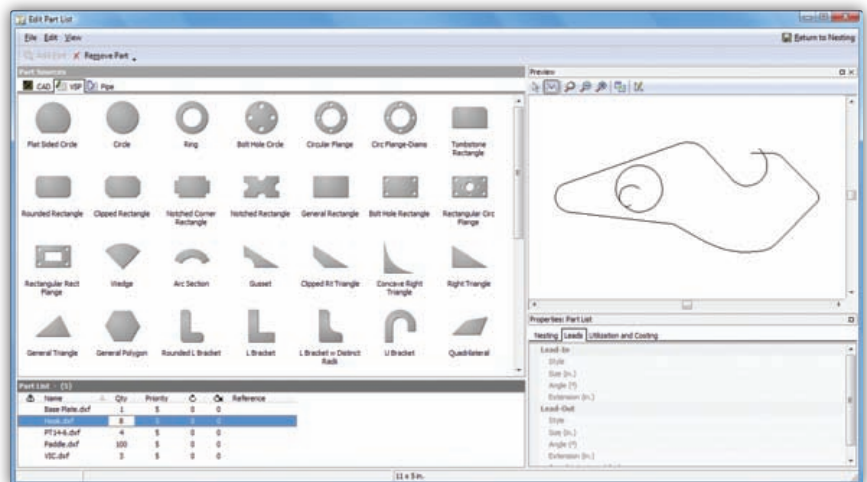 Edit Part List
File Edit View
Return to Nesting
Add Part Remove Part
Part Sources
CAD VSP Pipe
Flat Sided Circle
Circle
Ring
Bolt Hole Circle
Circular Flange
Circ Flange-Diams
Tombstone
Rectangle
Rounded Rectangle
Clipped Rectangle
Notched Corner
Rectangle
Notched Rectangle
General Rectangle
Bolt Hole Rectangle
Rectangular Circ
Flange
Rectangular Rect
Flange
Wedge
Arc Section
Gusset
Clipped Rt Triangle
Concave Right
Triangle
Right Triangle
General Triangle
General Polygon
Rounded L Bracket
L Bracket
L Bracket w Distinct
Radii
U Bracket
Quadrilateral
Part List - (5)
Name Qty Priority Reference
Base Plate.dxf 1 5 0 0
Hook.dxf 8 5 0 0
PT14-6.dxf 4 5 0 0
Paddle.dxf 100 5 0 0
VIC.dxf 3 5 0 0
Preview
Properties: Part List
Nesting Leads Utilization and Costing
Lead-In
Style
Size (in.)
Angle (°)
Extension (in.)
Lead-Out
Style
Size (in.)
Angle (°)
Extension (in.)
11 x 5 in.